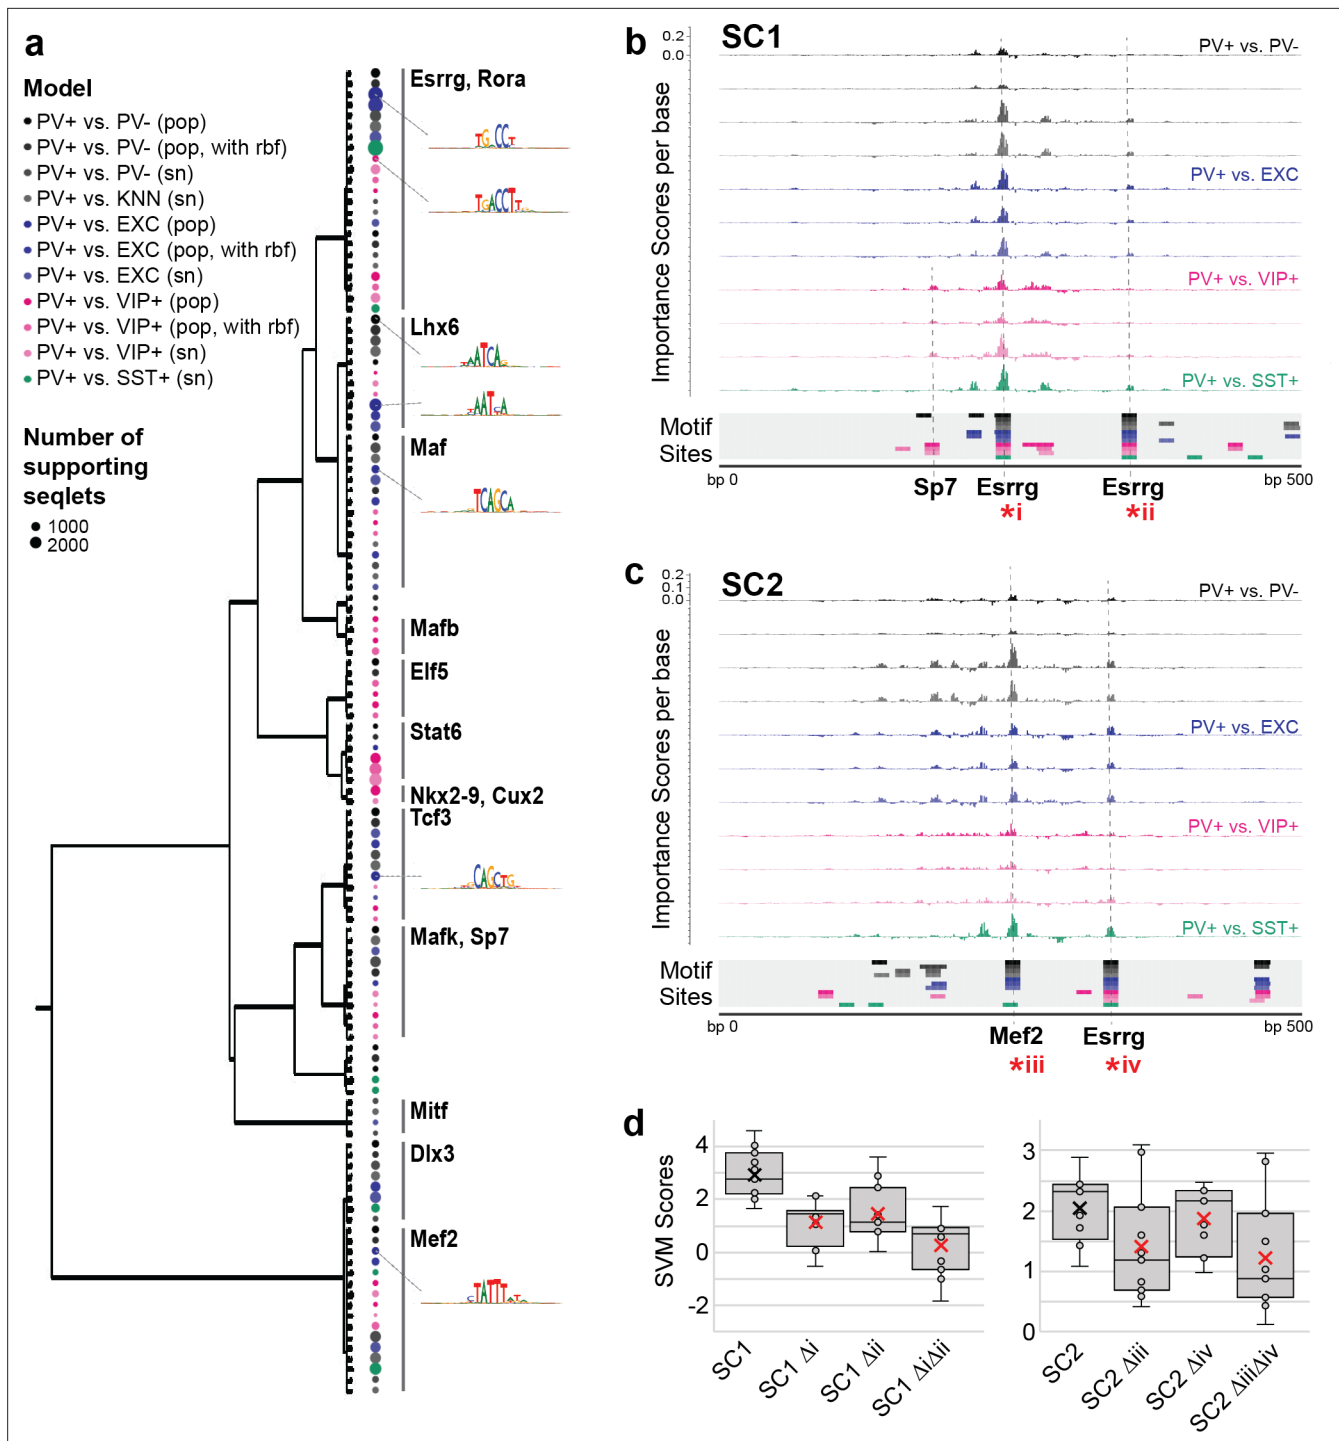 a
Model
PV+ vs. PV- (pop)
PV+ vs. PV- (pop, with rbf)
PV+ vs. PV- (sn)
PV+ vs. KNN (sn)
PV+ vs. EXC (pop)
PV+ vs. EXC (pop, with rbf)
PV+ vs. EXC (sn)
PV+ vs. VIP+ (pop)
PV+ vs. VIP+ (pop, with rbf)
PV+ vs. VIP+ (sn)
PV+ vs. SST+ (sn)
Number of
supporting
seqlets
1000
2000
Esrrg, Rora
TG CCT
TGACCTT
Lhx6
AATCAG
AATCA
Maf
TCAGCA
Mafb
Elf5
Stat6
Nkx2-9, Cux2
Tcf3
CAGCTG
Mafk, Sp7
Mitf
Dlx3
Mef2
CTATTT
b
SC1
0.2
0.0
Importance Scores per base
PV+ vs. PV-
PV+ vs. EXC
PV+ vs. VIP+
PV+ vs. SST+
Motif
Sites
bp 0
bp 500
Sp7
Esrrg
Esrrg
*i
*ii
c
SC2
0.2
0.1
0.0
Importance Scores per base
PV+ vs. PV-
PV+ vs. EXC
PV+ vs. VIP+
PV+ vs. SST+
Motif
Sites
bp 0
bp 500
Mef2
Esrrg
*iii
*iv
d
SVM Scores
4
2
0
-2
SC1
SC1 Δi
SC1 Δii
SC1 ΔiΔii
3
2
1
0
SC2
SC2 Δiii
SC2 Δiv
SC2 ΔiiiΔiv